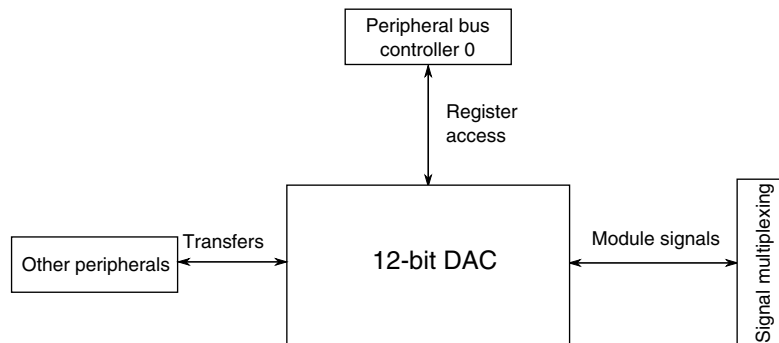 Peripheral bus
controller 0
Register
access
Transfers
Other peripherals
12-bit DAC
Module signals
Signal multiplexing